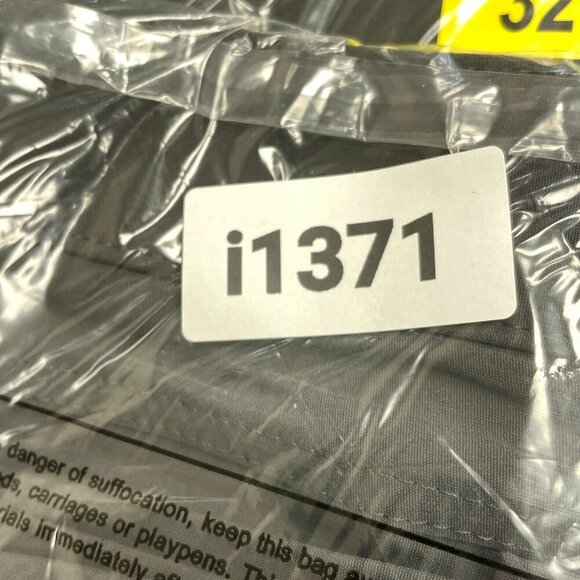 32
i1371
danger of suffocation, keep this bag
carriages or playpens.
immediately